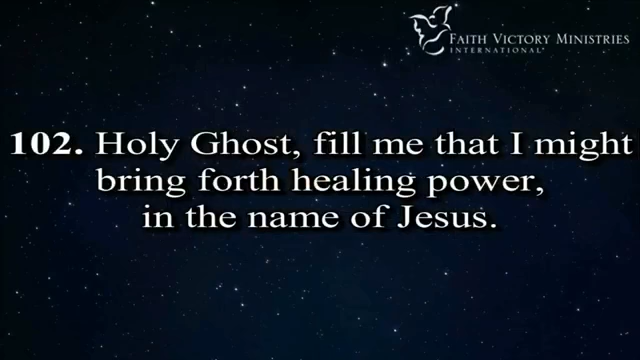 FAITH VICTORY MINISTRIES
INTERNATIONAL
102. Holy Ghost, fill me that I might
bring forth healing power,
in the name of Jesus.